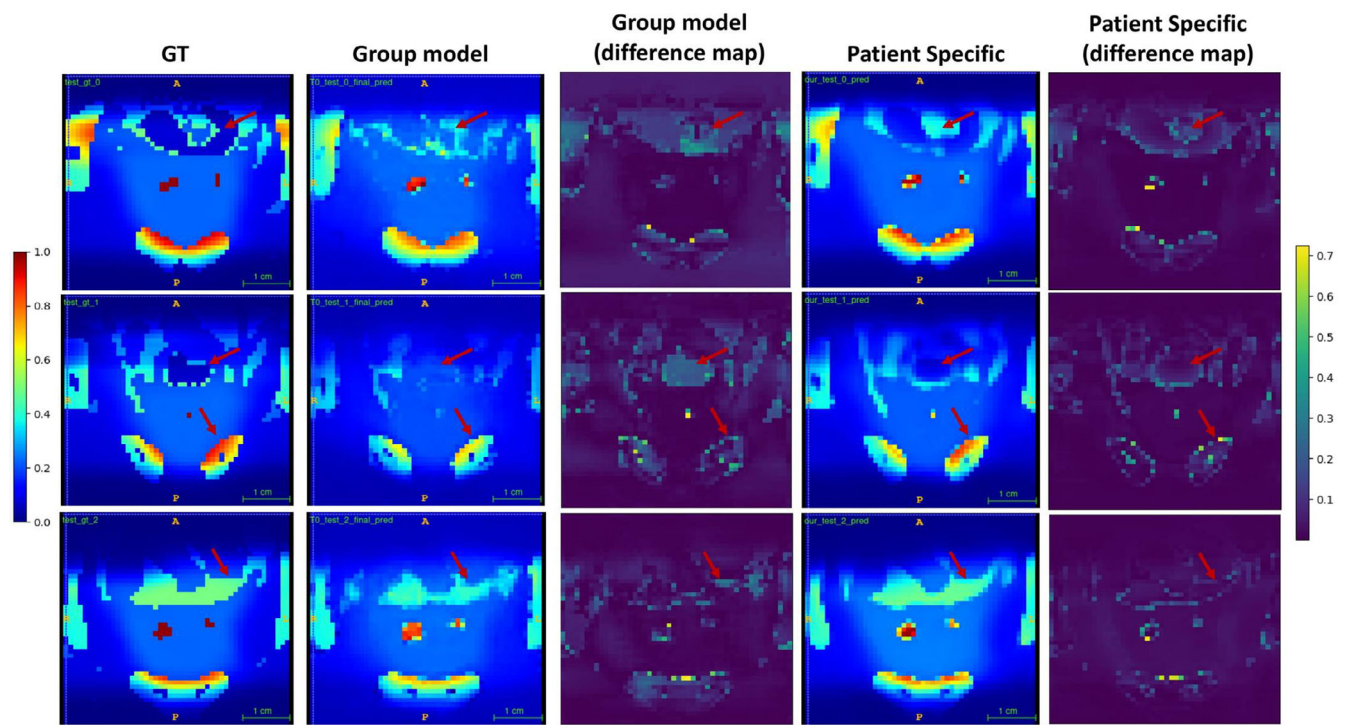 GT
Group model
Group model
(difference map)
Patient Specific
Patient Specific
(difference map)
test_gt_0
A
P
1 cm
T0_test_0_final_pred
A
P
1 cm
our_test_0_pred
A
P
1 cm
test_gt_1
A
P
1 cm
T0_test_1_final_pred
A
P
1 cm
our_test_1_pred
A
P
1 cm
test_gt_2
A
P
1 cm
T0_test_2_final_pred
A
P
1 cm
our_test_2_pred
A
P
1 cm
1.0
0.8
0.6
0.4
0.2
0.0
0.7
0.6
0.5
0.4
0.3
0.2
0.1